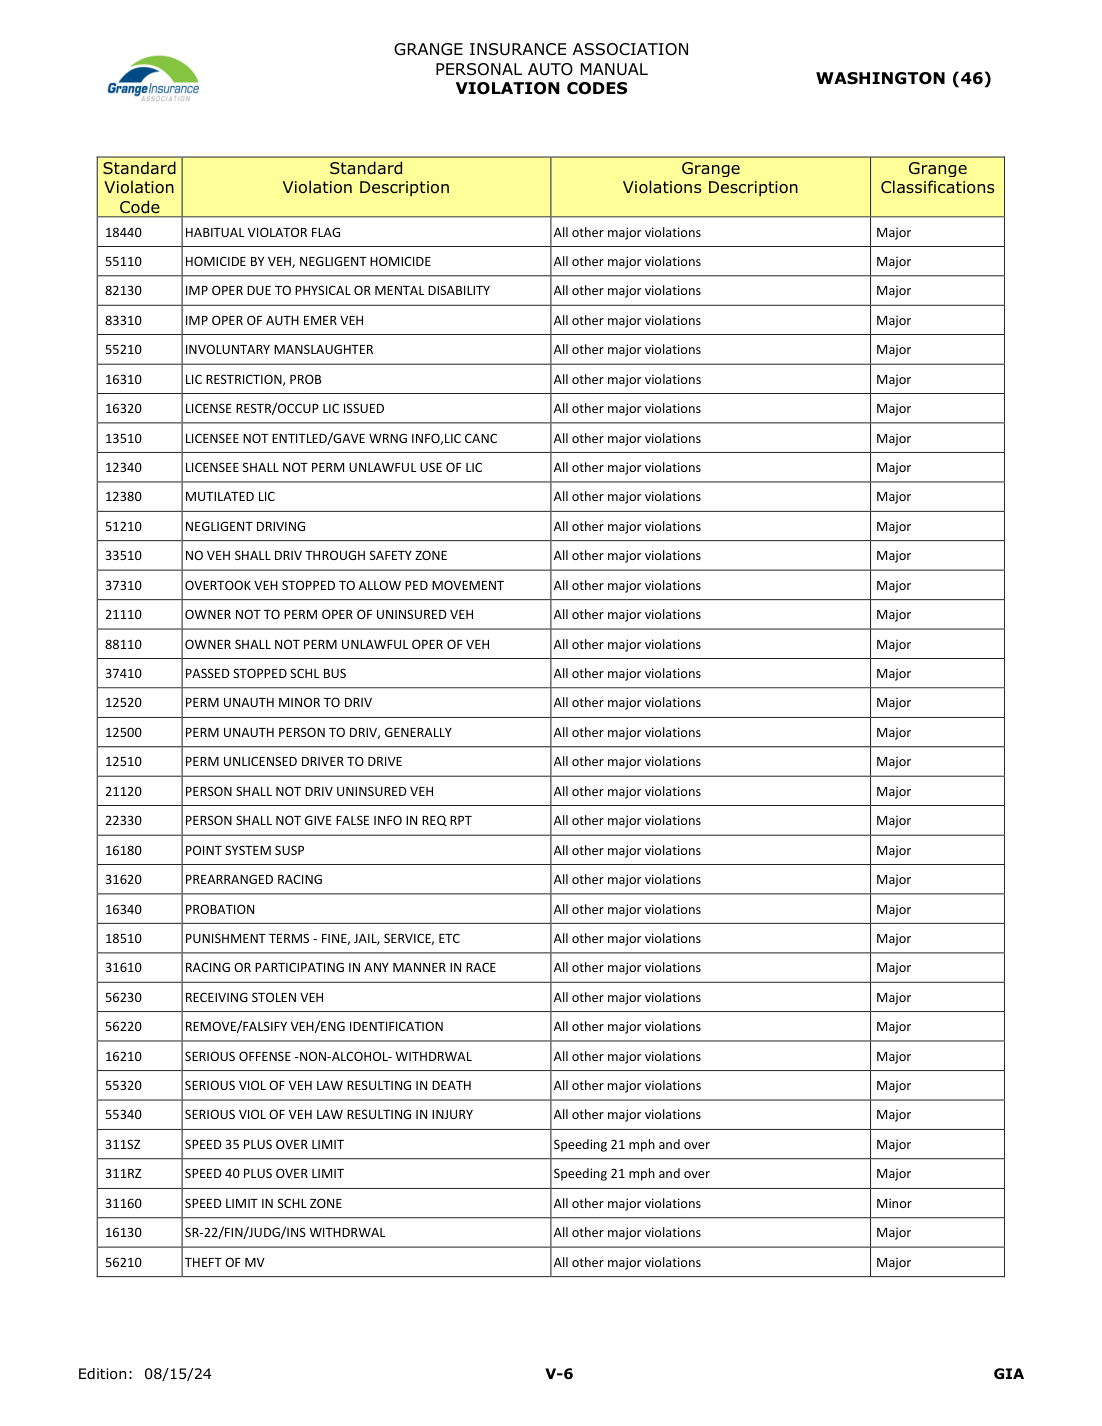 GRANGE INSURANCE ASSOCIATION
PERSONAL AUTO MANUAL
VIOLATION CODES
WASHINGTON (46)
GrangeInsurance
ASSOCIATION
Standard Violation Code | Standard Violation Description | Grange Violations Description | Grange Classifications
18440 HABITUAL VIOLATOR FLAG All other major violations Major
55110 HOMICIDE BY VEH, NEGLIGENT HOMICIDE All other major violations Major
82130 IMP OPER DUE TO PHYSICAL OR MENTAL DISABILITY All other major violations Major
83310 IMP OPER OF AUTH EMER VEH All other major violations Major
55210 INVOLUNTARY MANSLAUGHTER All other major violations Major
16310 LIC RESTRICTION, PROB All other major violations Major
16320 LICENSE RESTR/OCCUP LIC ISSUED All other major violations Major
13510 LICENSEE NOT ENTITLED/GAVE WRNG INFO,LIC CANC All other major violations Major
12340 LICENSEE SHALL NOT PERM UNLAWFUL USE OF LIC All other major violations Major
12380 MUTILATED LIC All other major violations Major
51210 NEGLIGENT DRIVING All other major violations Major
33510 NO VEH SHALL DRIV THROUGH SAFETY ZONE All other major violations Major
37310 OVERTOOK VEH STOPPED TO ALLOW PED MOVEMENT All other major violations Major
21110 OWNER NOT TO PERM OPER OF UNINSURED VEH All other major violations Major
88110 OWNER SHALL NOT PERM UNLAWFUL OPER OF VEH All other major violations Major
37410 PASSED STOPPED SCHL BUS All other major violations Major
12520 PERM UNAUTH MINOR TO DRIV All other major violations Major
12500 PERM UNAUTH PERSON TO DRIV, GENERALLY All other major violations Major
12510 PERM UNLICENSED DRIVER TO DRIVE All other major violations Major
21120 PERSON SHALL NOT DRIV UNINSURED VEH All other major violations Major
22330 PERSON SHALL NOT GIVE FALSE INFO IN REQ RPT All other major violations Major
16180 POINT SYSTEM SUSP All other major violations Major
31620 PREARRANGED RACING All other major violations Major
16340 PROBATION All other major violations Major
18510 PUNISHMENT TERMS - FINE, JAIL, SERVICE, ETC All other major violations Major
31610 RACING OR PARTICIPATING IN ANY MANNER IN RACE All other major violations Major
56230 RECEIVING STOLEN VEH All other major violations Major
56220 REMOVE/FALSIFY VEH/ENG IDENTIFICATION All other major violations Major
16210 SERIOUS OFFENSE -NON-ALCOHOL- WITHDRWAL All other major violations Major
55320 SERIOUS VIOL OF VEH LAW RESULTING IN DEATH All other major violations Major
55340 SERIOUS VIOL OF VEH LAW RESULTING IN INJURY All other major violations Major
311SZ SPEED 35 PLUS OVER LIMIT Speeding 21 mph and over Major
311RZ SPEED 40 PLUS OVER LIMIT Speeding 21 mph and over Major
31160 SPEED LIMIT IN SCHL ZONE All other major violations Minor
16130 SR-22/FIN/JUDG/INS WITHDRWAL All other major violations Major
56210 THEFT OF MV All other major violations Major
Edition: 08/15/24 V-6 GIA